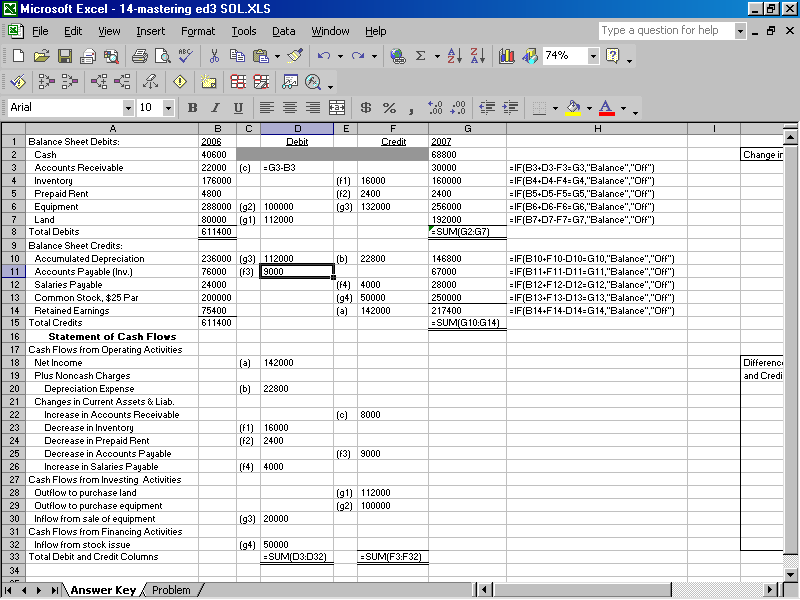 Microsoft Excel - 14-mastering ed3 SOL.XLS
File Edit View Insert Format Tools Data Window Help Type a question for help
74%
Arial 10 B I U $ % ,
A B C D E F G H I
1 Balance Sheet Debits: 2006 Debit Credit 2007
2 Cash 40600 68800 Change in
3 Accounts Receivable 22000 (c) =G3-B3 30000 =IF(B3+D3-F3=G3,"Balance","Off")
4 Inventory 176000 (f1) 16000 160000 =IF(B4+D4-F4=G4,"Balance","Off")
5 Prepaid Rent 4800 (f2) 2400 2400 =IF(B5+D5-F5=G5,"Balance","Off")
6 Equipment 288000 (g2) 100000 (g3) 132000 256000 =IF(B6+D6-F6=G6,"Balance","Off")
7 Land 80000 (g1) 112000 192000 =IF(B7+D7-F7=G7,"Balance","Off")
8 Total Debits 611400 =SUM(G2:G7)
9 Balance Sheet Credits:
10 Accumulated Depreciation 236000 (g3) 112000 (b) 22800 146800 =IF(B10+F10-D10=G10,"Balance","Off")
11 Accounts Payable (Inv.) 76000 (f3) 9000 67000 =IF(B11+F11-D11=G11,"Balance","Off")
12 Salaries Payable 24000 (f4) 4000 28000 =IF(B12+F12-D12=G12,"Balance","Off")
13 Common Stock, $25 Par 200000 (g4) 50000 250000 =IF(B13+F13-D13=G13,"Balance","Off")
14 Retained Earnings 75400 (a) 142000 217400 =IF(B14+F14-D14=G14,"Balance","Off")
15 Total Credits 611400 =SUM(G10:G14)
16 Statement of Cash Flows
17 Cash Flows from Operating Activities
18 Net Income (a) 142000 Difference
19 Plus Noncash Charges and Credi
20 Depreciation Expense (b) 22800
21 Changes in Current Assets & Liab.
22 Increase in Accounts Receivable (c) 8000
23 Decrease in Inventory (f1) 16000
24 Decrease in Prepaid Rent (f2) 2400
25 Decrease in Accounts Payable (f3) 9000
26 Increase in Salaries Payable (f4) 4000
27 Cash Flows from Investing Activities
28 Outflow to purchase land (g1) 112000
29 Outflow to purchase equipment (g2) 100000
30 Inflow from sale of equipment (g3) 20000
31 Cash Flows from Financing Activities
32 Inflow from stock issue (g4) 50000
33 Total Debit and Credit Columns =SUM(D3:D32) =SUM(F3:F32)
34
Answer Key Problem